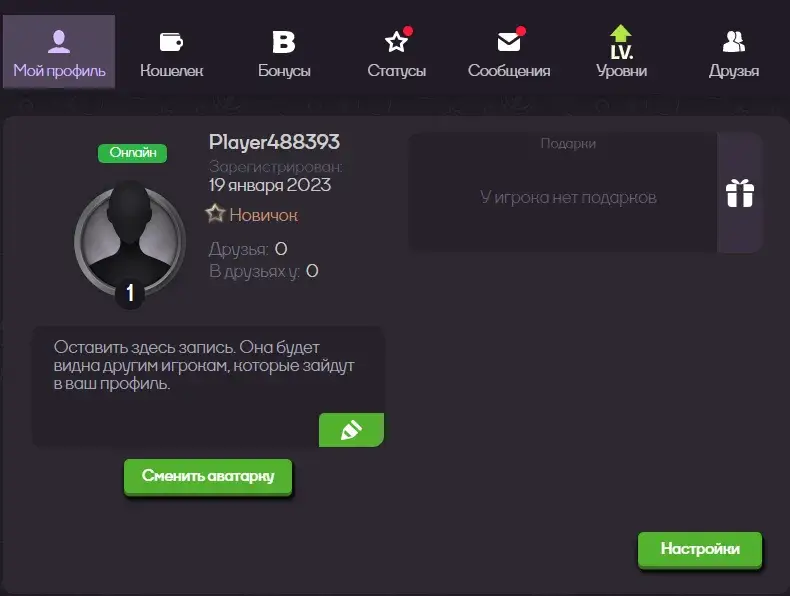 Мой профиль
Кошелек
B
Бонусы
Статусы
Сообщения
LV.
Уровни
Друзья
Онлайн
Player488393
Зарегистрирован:
19 января 2023
Новичок
Друзья: 0
В друзьях у: 0
1
Подарки
У игрока нет подарков
Оставить здесь запись. Она будет
видна другим игрокам, которые зайдут
в ваш профиль.
Сменить аватарку
Настройки